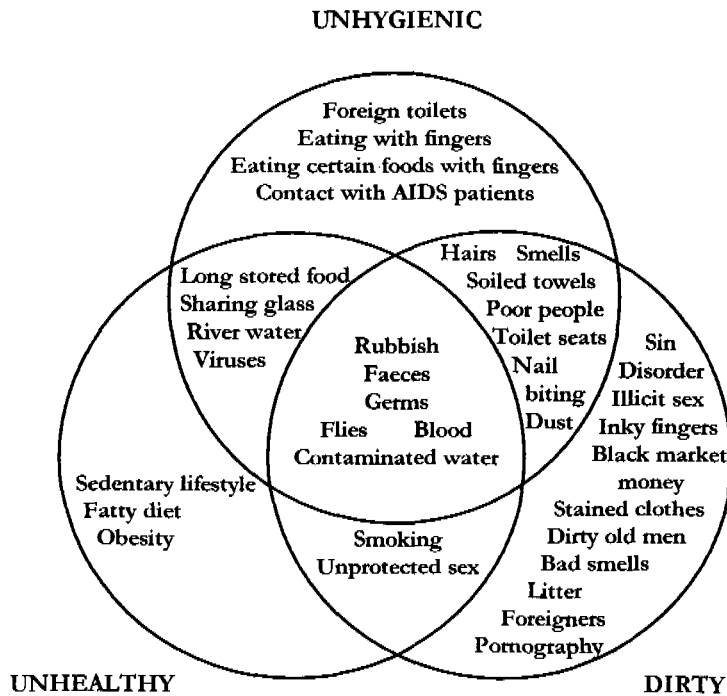 UNHYGIENIC
Foreign toilets
Eating with fingers
Eating certain foods with fingers
Contact with AIDS patients
Hairs Smells
Soiled towels
Poor people
Toilet seats
Nail
biting
Dust
Long stored food
Sharing glass
River water
Viruses
Rubbish
Faeces
Germs
Flies Blood
Contaminated water
Sin
Disorder
Illicit sex
Inky fingers
Black market
money
Stained clothes
Dirty old men
Bad smells
Litter
Foreigners
Pornography
Sedentary lifestyle
Fatty diet
Obesity
Smoking
Unprotected sex
UNHEALTHY
DIRTY